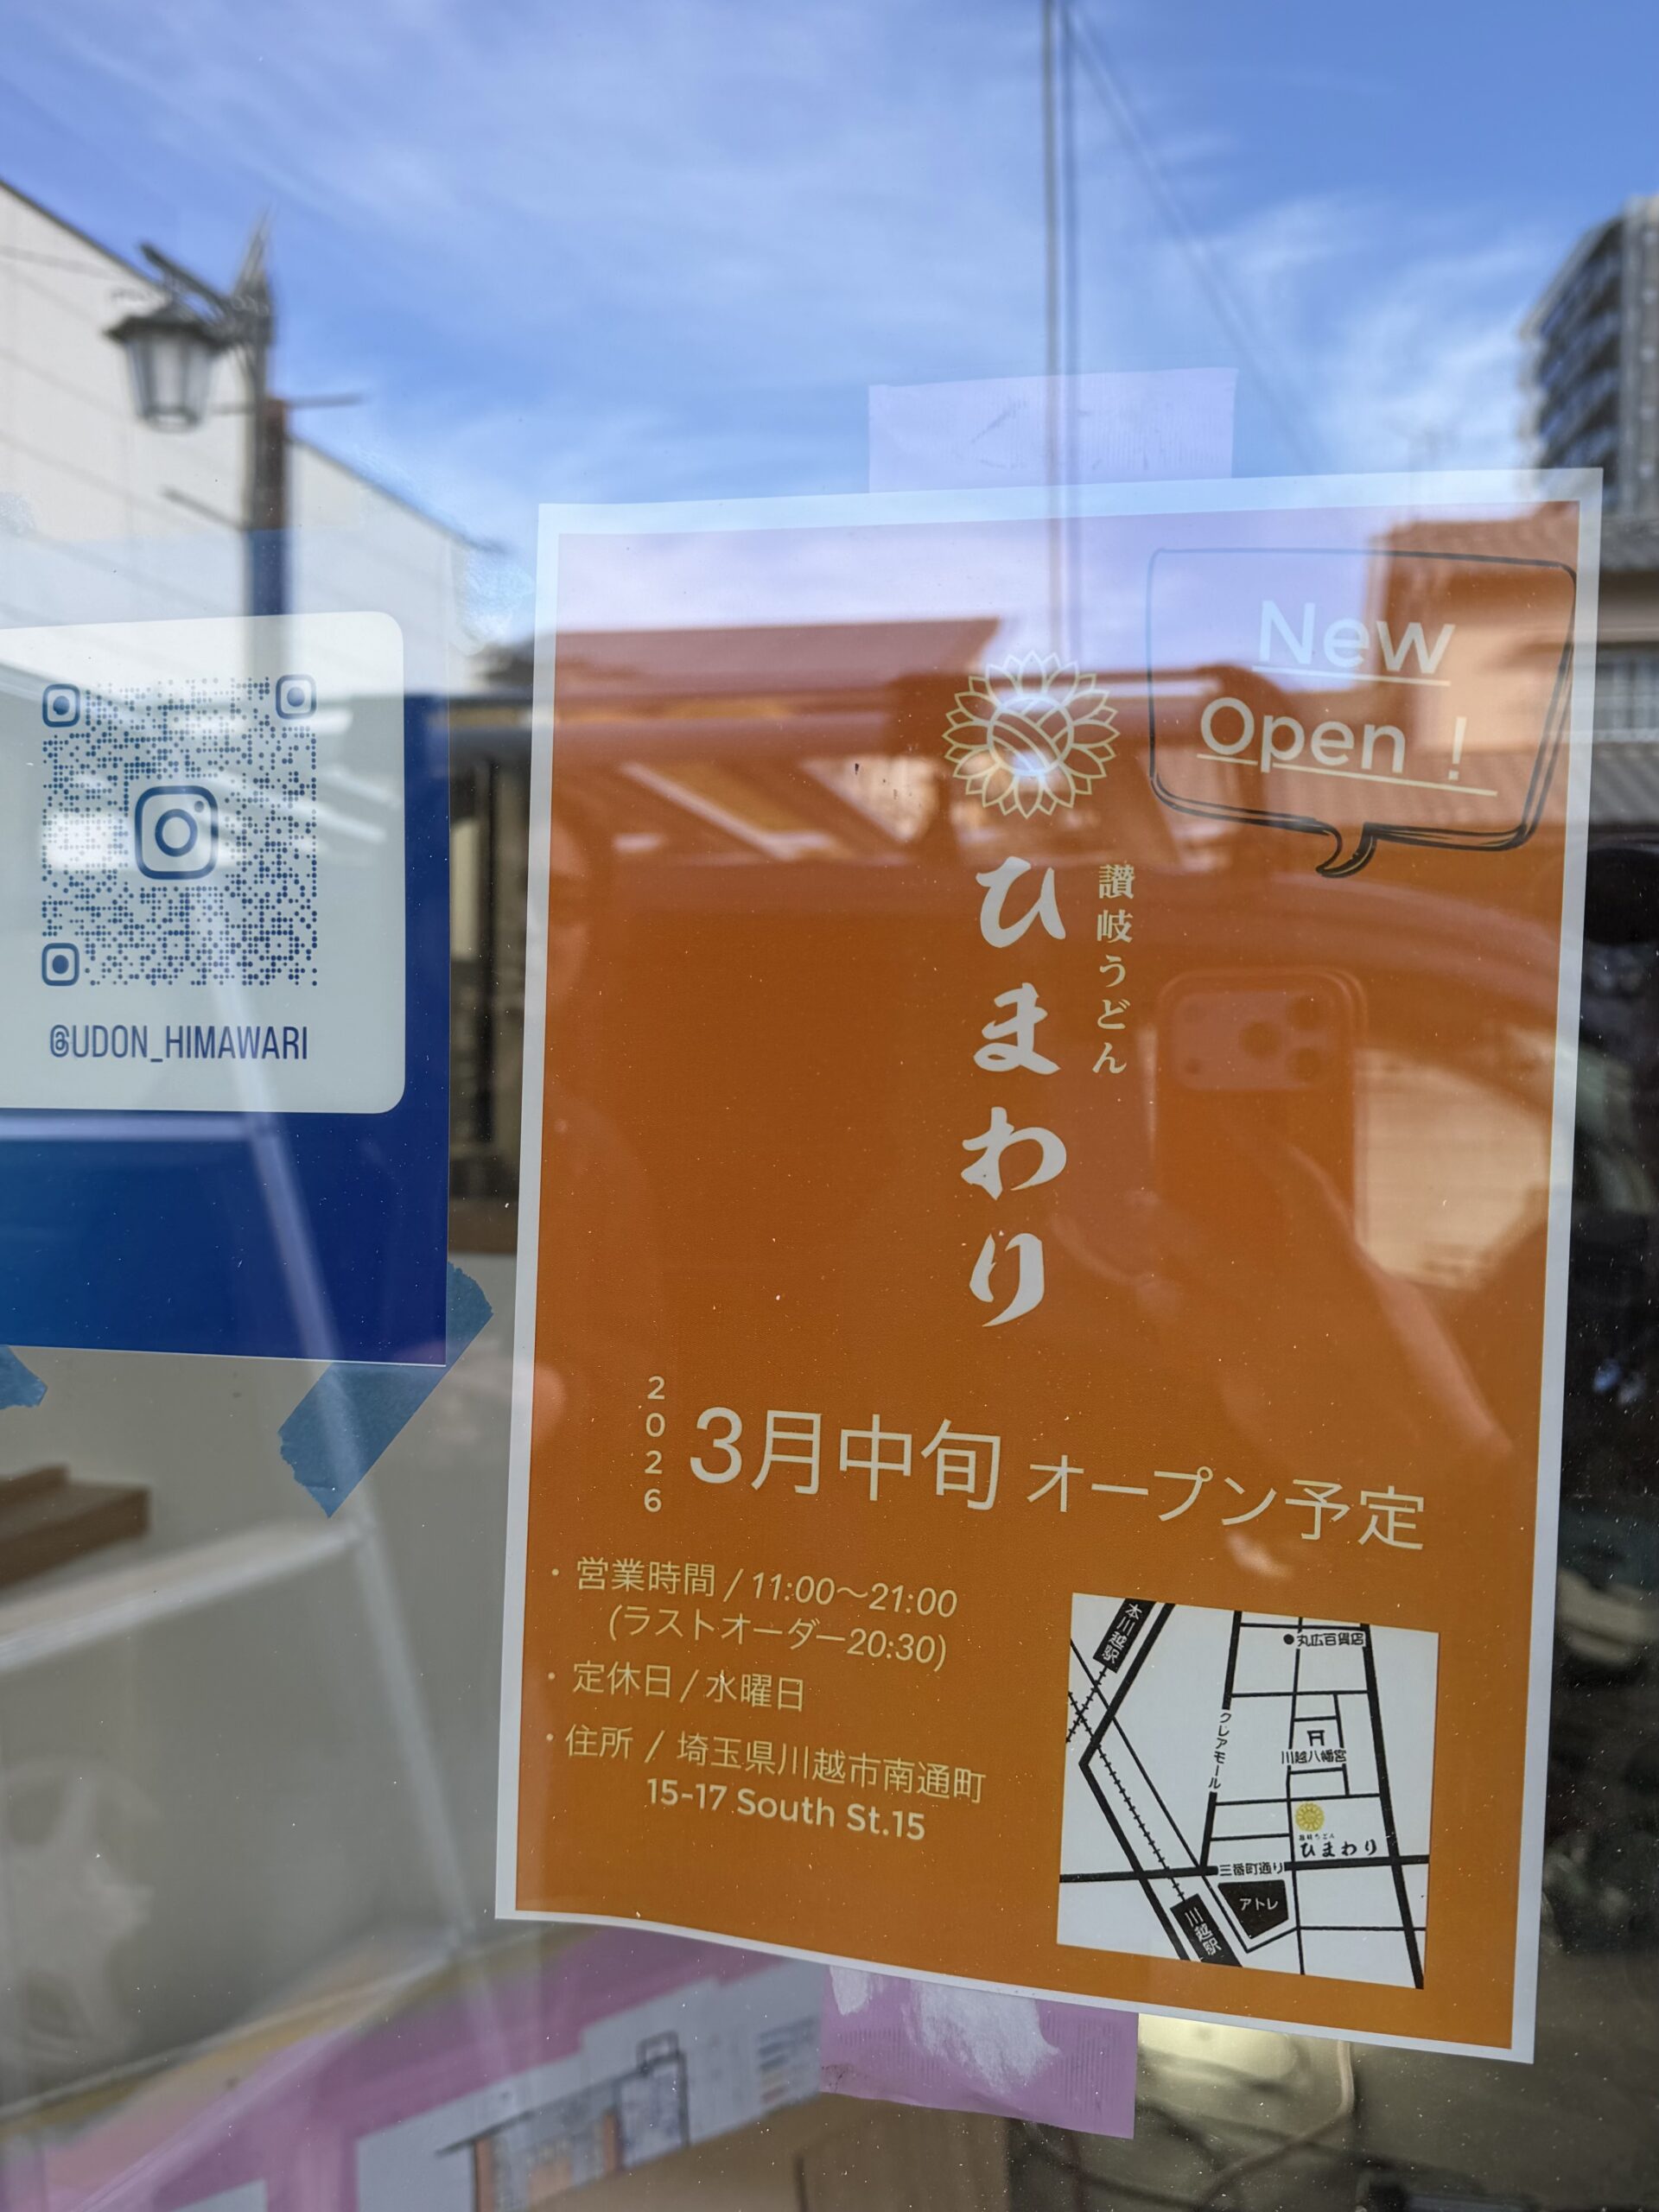 @UDON_HIMAWARI
New
Open !
讃岐うどん
ひまわり
2026
3月中旬 オープン予定
・営業時間 / 11:00～21:00
(ラストオーダー20:30)
・定休日 / 水曜日
・住所 / 埼玉県川越市南通町
15-17 South St.15
本川越駅
丸広百貨店
クレアモール
川越八幡宮
讃岐うどん
ひまわり
三番町通り
アトレ
川越駅